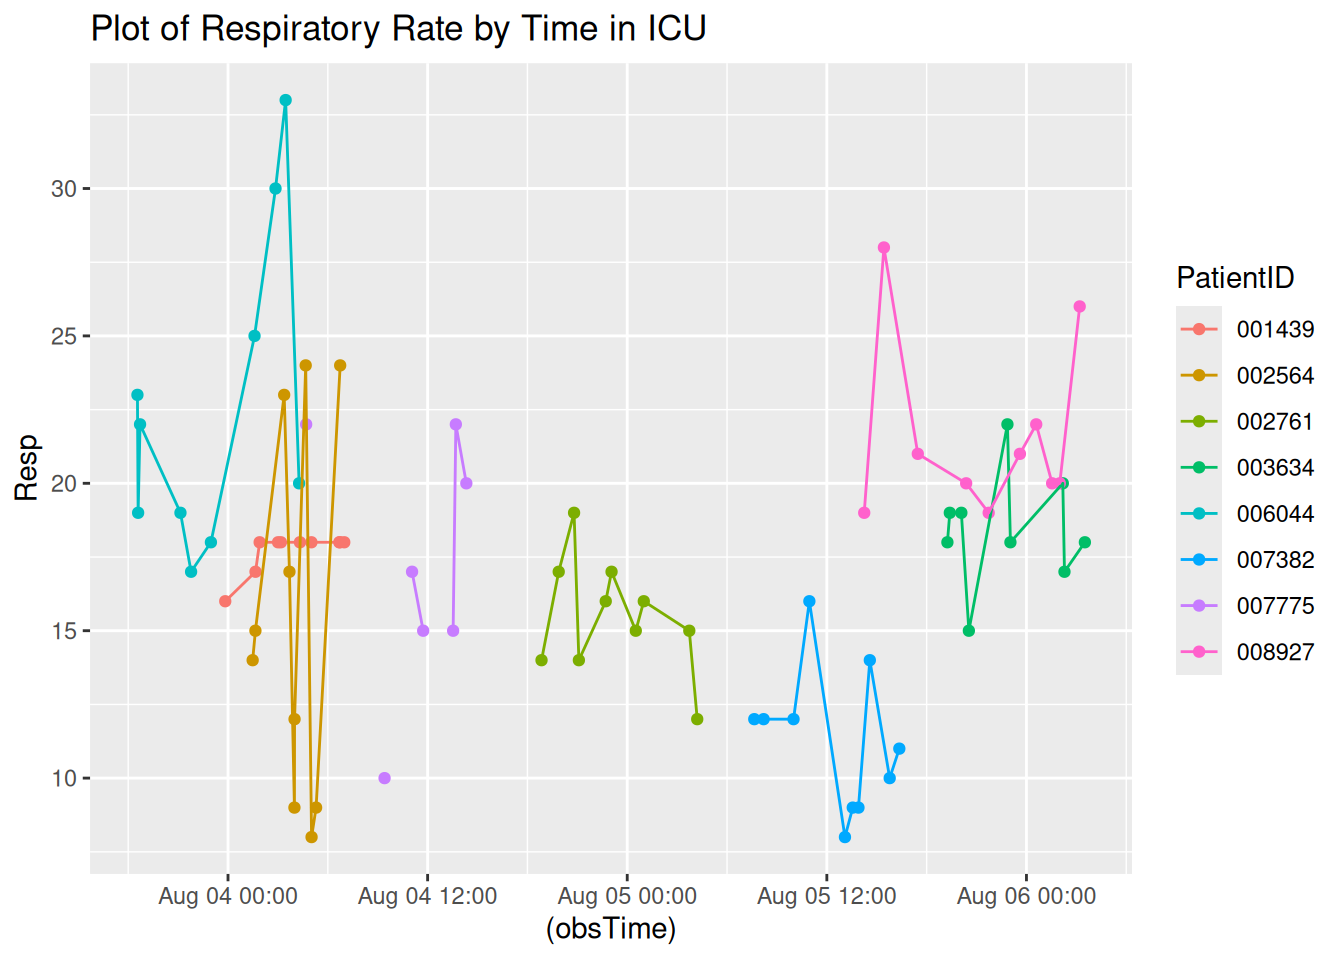 Plot of Respiratory Rate by Time in ICU
Resp
30
25
20
15
10
Aug 04 00:00 Aug 04 12:00 Aug 05 00:00 Aug 05 12:00 Aug 06 00:00
(obsTime)
PatientID
001439
002564
002761
003634
006044
007382
007775
008927